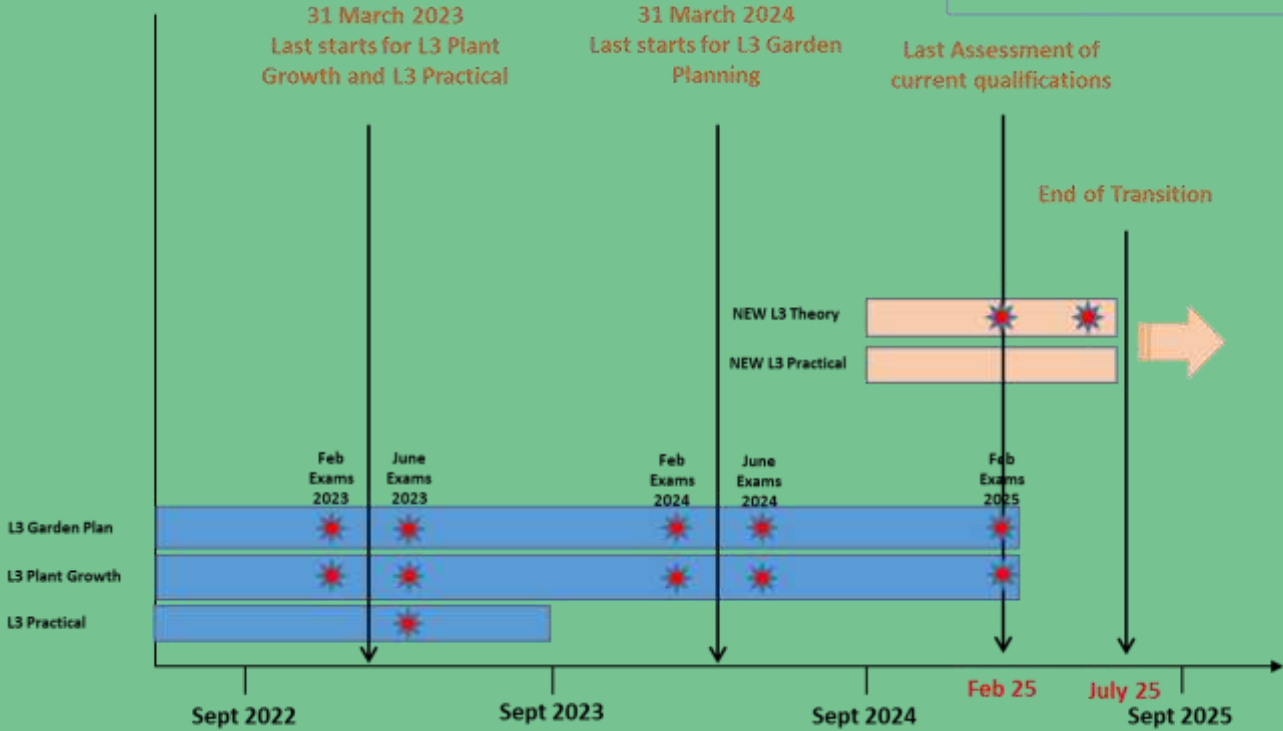 31 March 2023
Last starts for L3 Plant
Growth and L3 Practical
31 March 2024
Last starts for L3 Garden
Planning
Last Assessment of
current qualifications
End of Transition
NEW L3 Theory
NEW L3 Practical
Feb
Exams
2023
June
Exams
2023
Feb
Exams
2024
June
Exams
2024
Feb
Exams
2025
L3 Garden Plan
L3 Plant Growth
L3 Practical
Sept 2022
Sept 2023
Sept 2024
Feb 25
July 25
Sept 2025